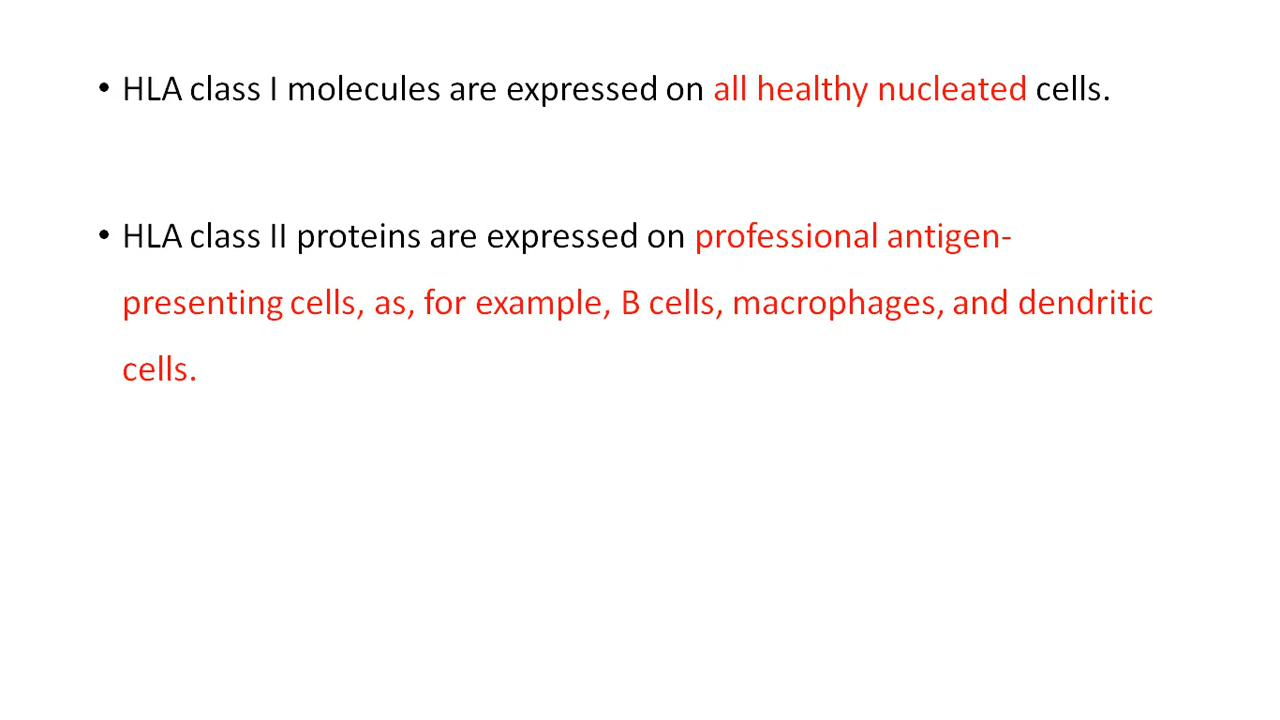 • HLA class I molecules are expressed on all healthy nucleated cells.
• HLA class II proteins are expressed on professional antigen-
presenting cells, as, for example, B cells, macrophages, and dendritic
cells.